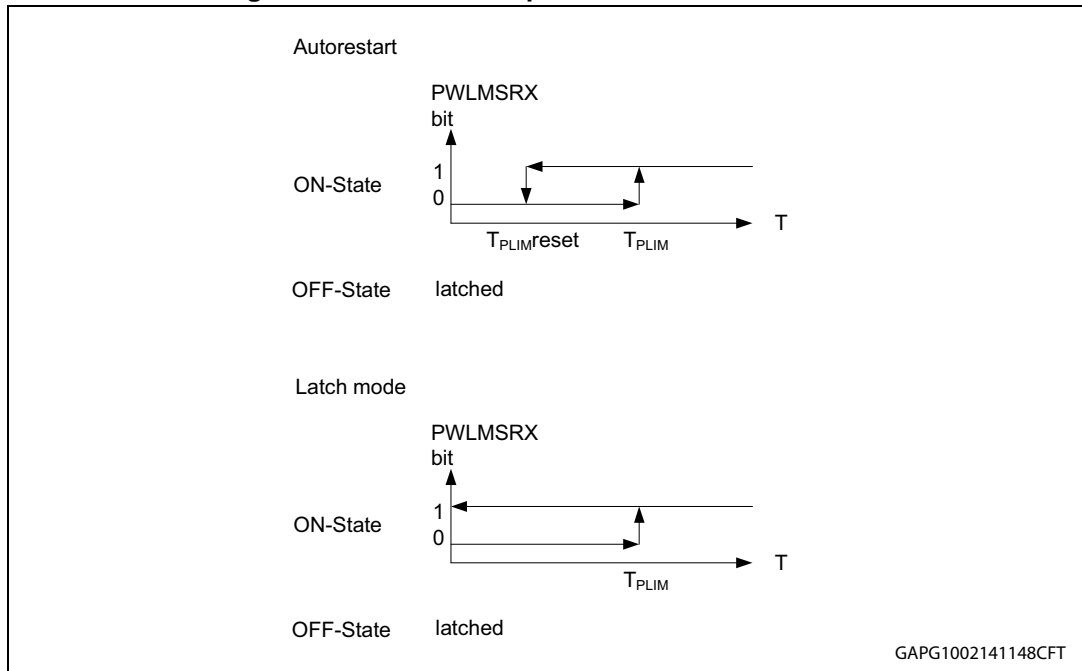 Autorestart
PWLMSRX
bit
1
ON-State
0
T
TPLIMreset TPLIM
OFF-State latched
Latch mode
PWLMSRX
bit
1
ON-State
0
T
TPLIM
OFF-State latched
GAPG1002141148CFT